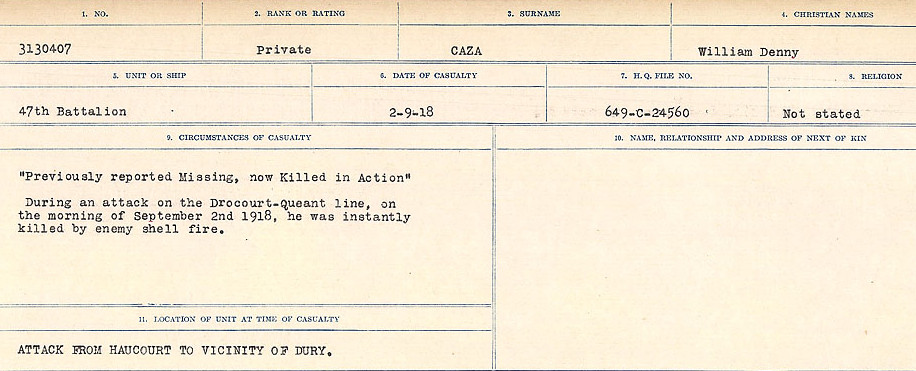 1. NO.
2. RANK OR RATING
3. SURNAME
4. CHRISTIAN NAMES
3130407
Private
CAZA
William Denny
5. UNIT OR SHIP
6. DATE OF CASUALTY
7. H.Q. FILE NO.
8. RELIGION
47th Battalion
2-9-18
649-C-24560
Not stated
9. CIRCUMSTANCES OF CASUALTY
"Previously reported Missing, now Killed in Action"
During an attack on the Drocourt-Queant line, on
the morning of September 2nd 1918, he was instantly
killed by enemy shell fire.
10. NAME, RELATIONSHIP AND ADDRESS OF NEXT OF KIN
11. LOCATION OF UNIT AT TIME OF CASUALTY
ATTACK FROM HAUCOURT TO VICINITY OF DURY.